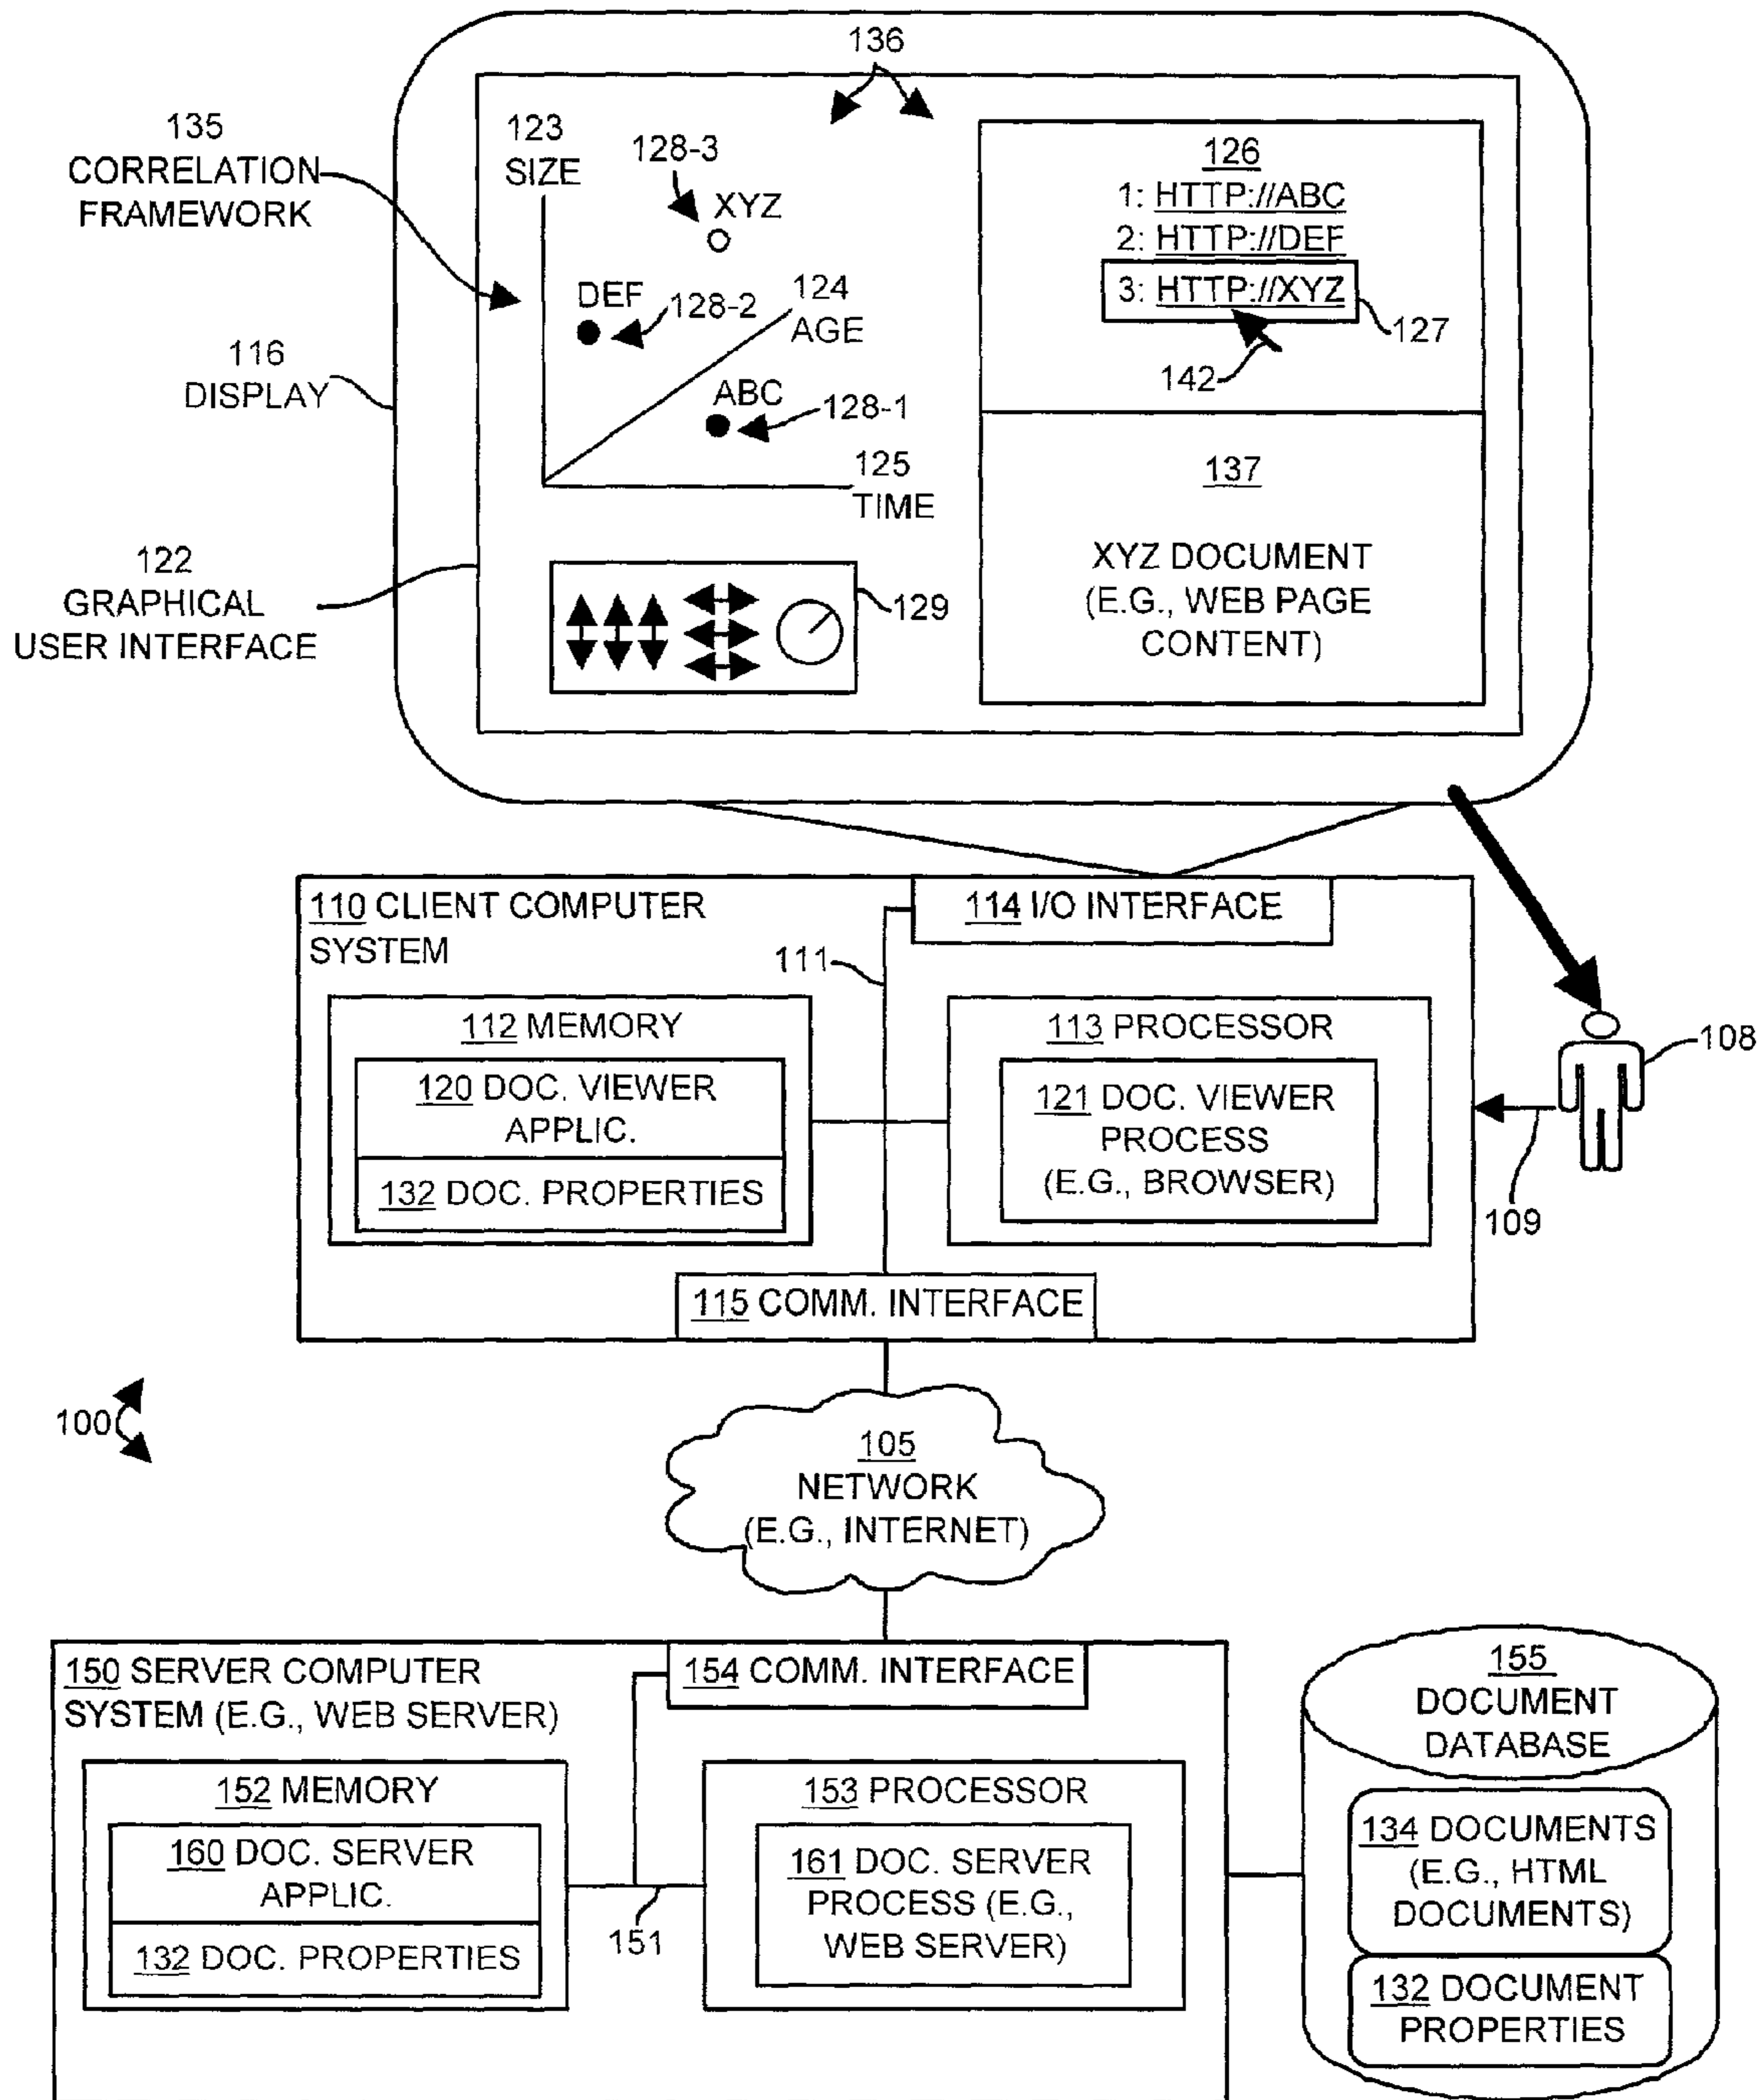 136
135
CORRELATION
FRAMEWORK
123
SIZE
128-3
XYZ
DEF
128-2
124
AGE
ABC
128-1
125
TIME
126
1: HTTP://ABC
2: HTTP://DEF
3: HTTP://XYZ
127
142
116
DISPLAY
137
XYZ DOCUMENT
(E.G., WEB PAGE
CONTENT)
122
GRAPHICAL
USER INTERFACE
129
110 CLIENT COMPUTER
SYSTEM
114 I/O INTERFACE
111
112 MEMORY
120 DOC. VIEWER
APPLIC.
132 DOC. PROPERTIES
113 PROCESSOR
121 DOC. VIEWER
PROCESS
(E.G., BROWSER)
108
109
115 COMM. INTERFACE
100
105
NETWORK
(E.G., INTERNET)
150 SERVER COMPUTER
SYSTEM (E.G., WEB SERVER)
154 COMM. INTERFACE
152 MEMORY
160 DOC. SERVER
APPLIC.
132 DOC. PROPERTIES
151
153 PROCESSOR
161 DOC. SERVER
PROCESS (E.G.,
WEB SERVER)
155
DOCUMENT
DATABASE
134 DOCUMENTS
(E.G., HTML
DOCUMENTS)
132 DOCUMENT
PROPERTIES